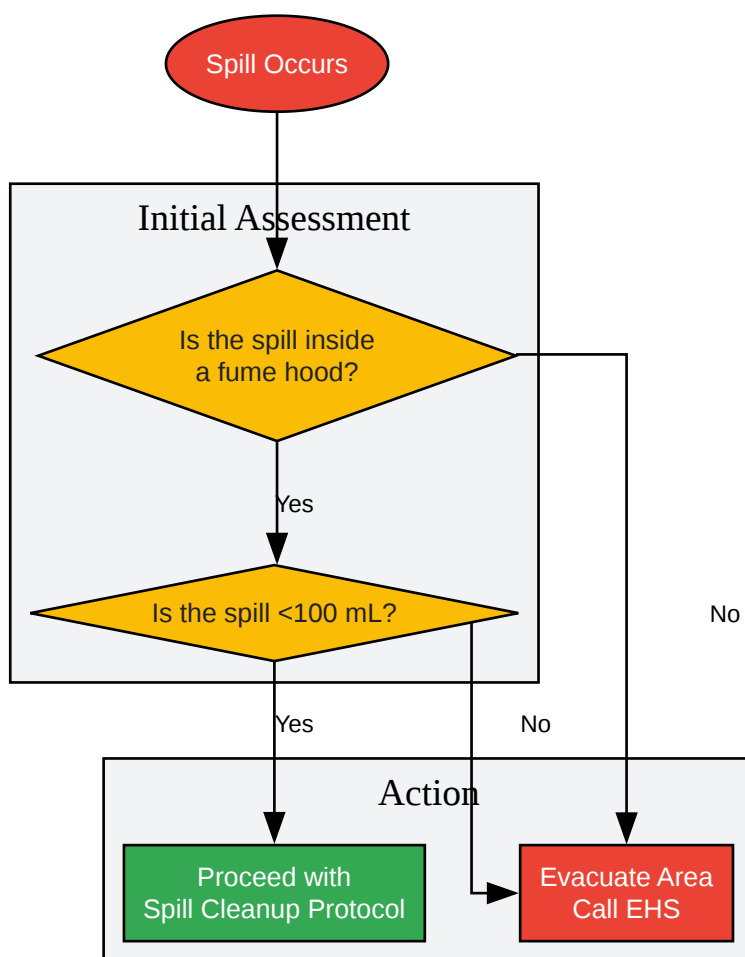 Spill Occurs
Initial Assessment
Is the spill inside
a fume hood?
Yes
Is the spill <100 mL?
No
Yes
No
Action
Proceed with
Spill Cleanup Protocol
Evacuate Area
Call EHS